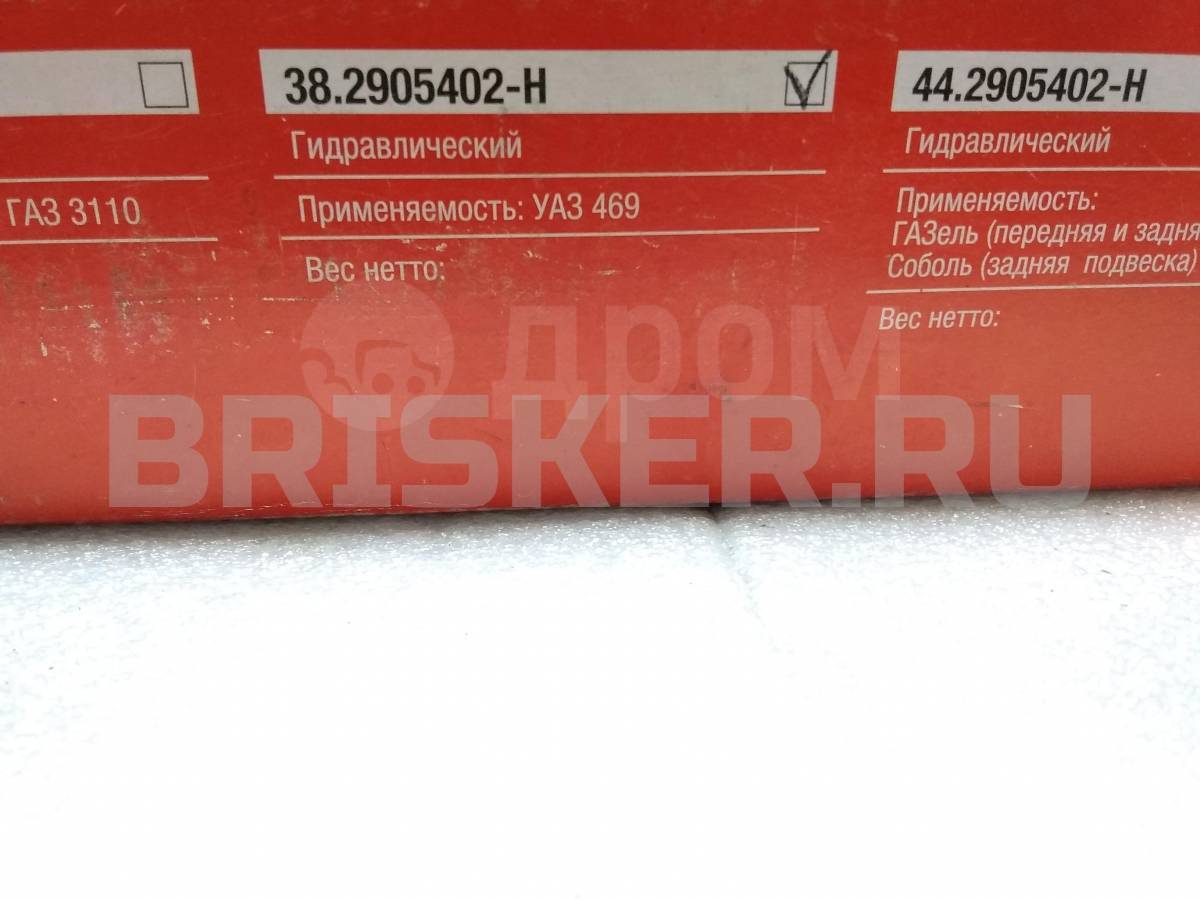 38.2905402-Н
Гидравлический
Применяемость: УАЗ 469
Вес нетто:
ГАЗ 3110
44.2905402-Н
Гидравлический
Применяемость:
ГАЗель (передняя и задня
Соболь (задняя подвеска)
Вес нетто:
ДРОМ
BRISKER.RU